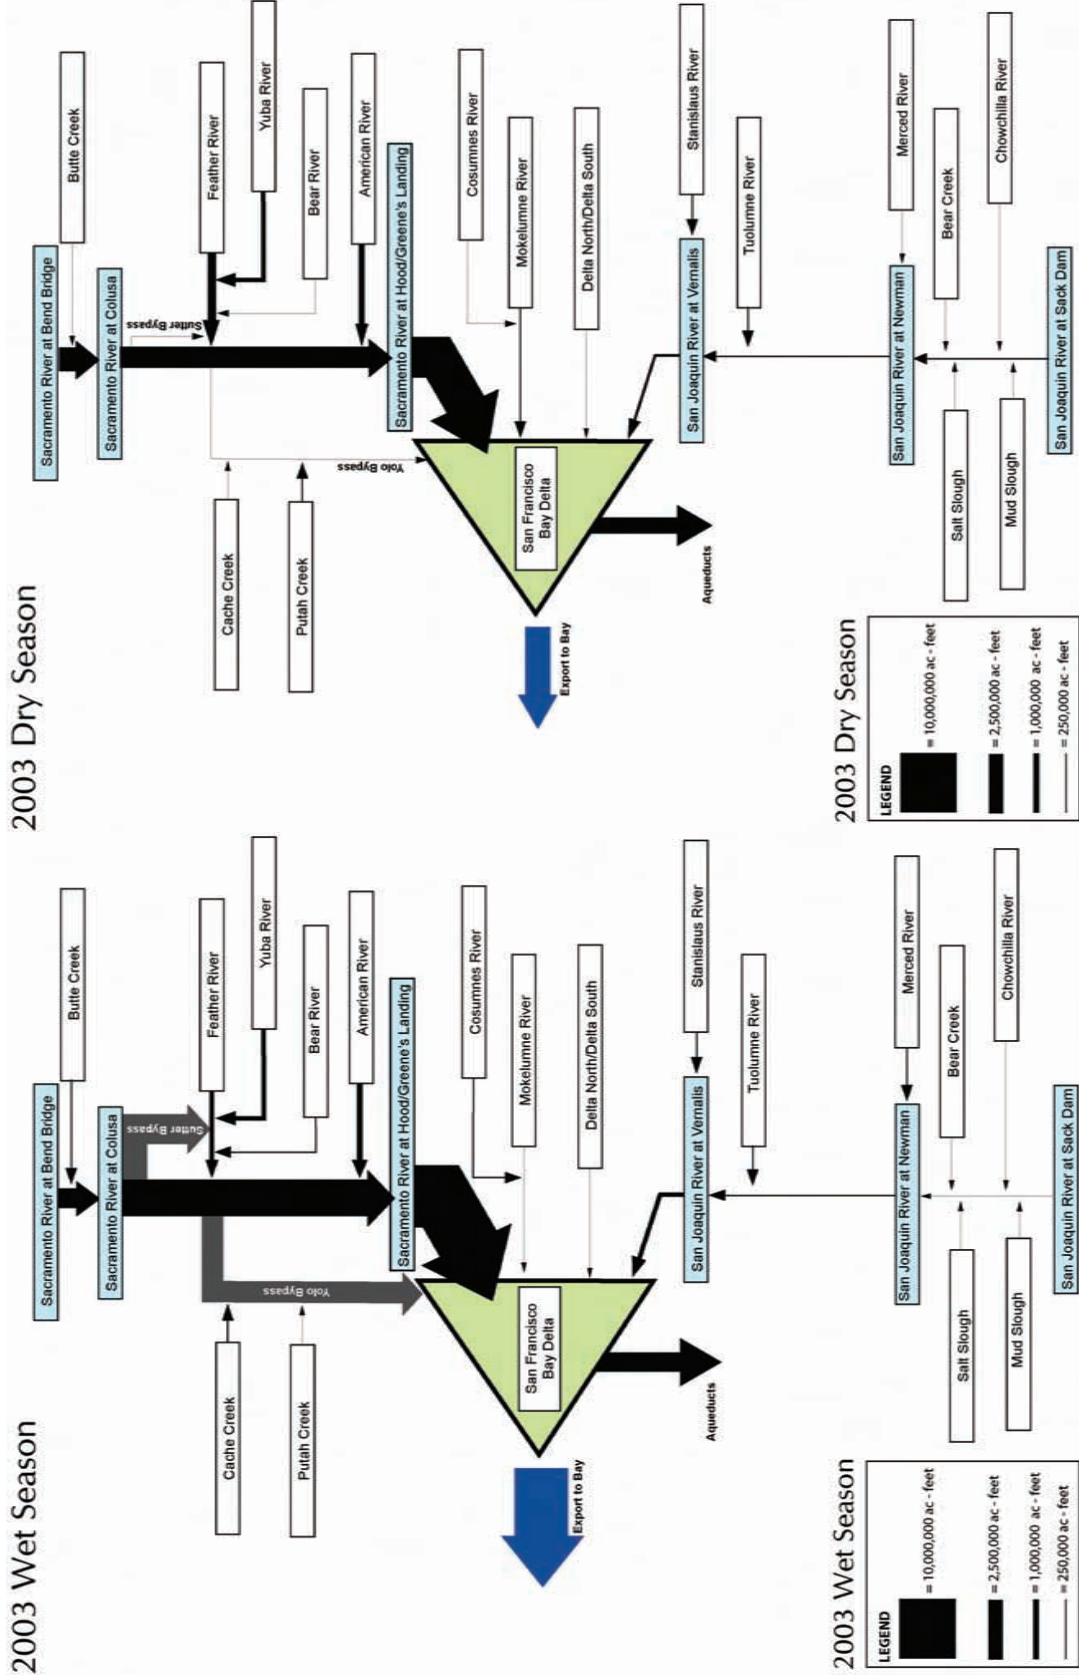 2003 Wet Season
Sacramento River at Bend Bridge
Butte Creek
Sacramento River at Colusa
Sutter Bypass
Feather River
Yuba River
Bear River
American River
Cache Creek
Putah Creek
Yolo Bypass
Sacramento River at Hood/Greene's Landing
Cosumnes River
Mokelumne River
Delta North/Delta South
San Francisco
Bay Delta
Export to Bay
Aqueducts
Stanislaus River
San Joaquin River at Vernalis
Tuolumne River
Merced River
San Joaquin River at Newman
Bear Creek
Salt Slough
Chowchilla River
Mud Slough
San Joaquin River at Sack Dam
2003 Wet Season
LEGEND
= 10,000,000 ac - feet
= 2,500,000 ac - feet
= 1,000,000 ac - feet
= 250,000 ac - feet
2003 Dry Season
Sacramento River at Bend Bridge
Butte Creek
Sacramento River at Colusa
Sutter Bypass
Feather River
Yuba River
Bear River
American River
Cache Creek
Putah Creek
Yolo Bypass
Sacramento River at Hood/Greene's Landing
Cosumnes River
Mokelumne River
Delta North/Delta South
San Francisco
Bay Delta
Export to Bay
Aqueducts
Stanislaus River
San Joaquin River at Vernalis
Tuolumne River
Merced River
San Joaquin River at Newman
Bear Creek
Salt Slough
Chowchilla River
Mud Slough
San Joaquin River at Sack Dam
2003 Dry Season
LEGEND
= 10,000,000 ac - feet
= 2,500,000 ac - feet
= 1,000,000 ac - feet
= 250,000 ac - feet